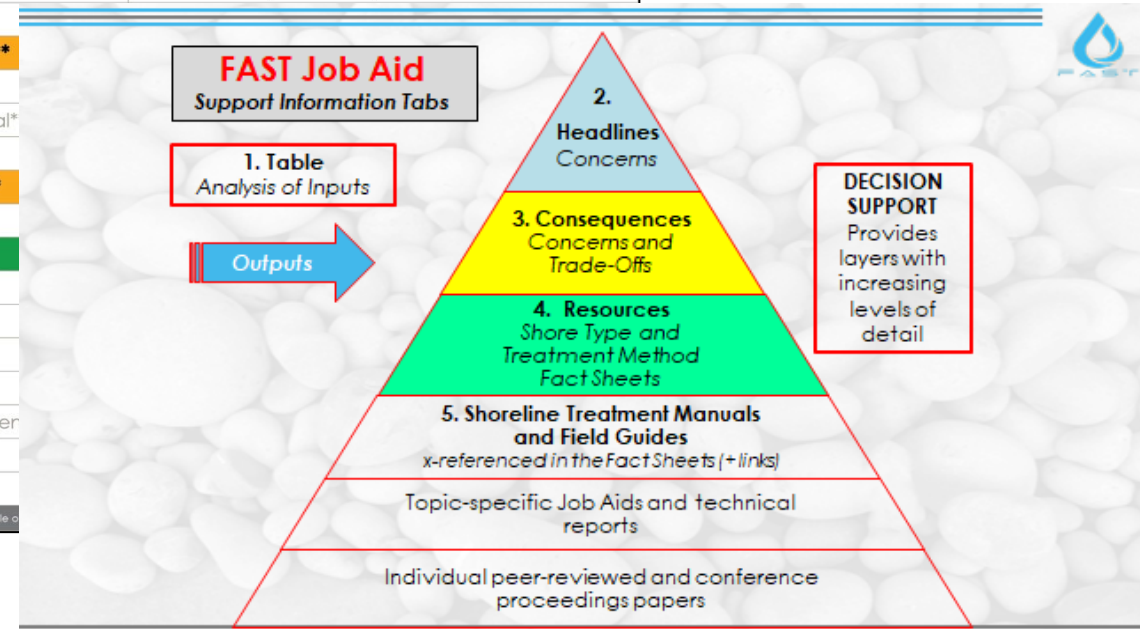 *
al*
*
er
le o
FAST
FAST Job Aid
Support Information Tabs
1. Table
Analysis of Inputs
Outputs
2.
Headlines
Concerns
3. Consequences
Concerns and
Trade-Offs
4. Resources
Shore Type and
Treatment Method
Fact Sheets
5. Shoreline Treatment Manuals
and Field Guides
x-referenced in the Fact Sheets (+ links)
Topic-specific Job Aids and technical
reports
Individual peer-reviewed and conference
proceedings papers
DECISION
SUPPORT
Provides
layers with
increasing
levels of
detail